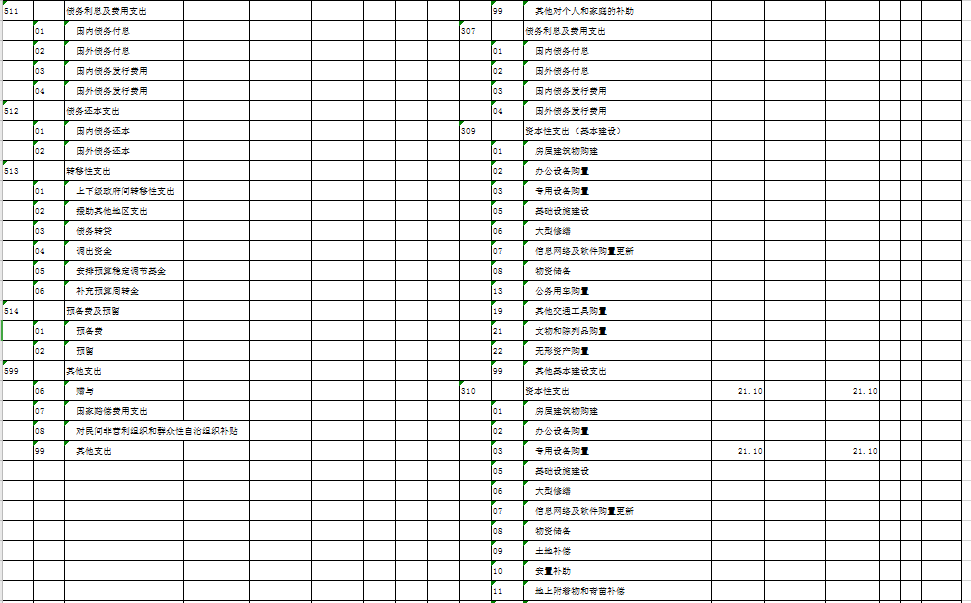 511 债务利息及费用支出 99 其他对个人和家庭的补助
01 国内债务付息 307 债务利息及费用支出
02 国外债务付息 01 国内债务付息
03 国内债务发行费用 02 国外债务付息
04 国外债务发行费用 03 国内债务发行费用
512 债务还本支出 04 国外债务发行费用
01 国内债务还本 309 资本性支出（基本建设）
02 国外债务还本 01 房屋建筑物购建
513 转移性支出 02 办公设备购置
01 上下级政府间转移性支出 03 专用设备购置
02 援助其他地区支出 05 基础设施建设
03 债务转贷 06 大型修缮
04 调出资金 07 信息网络及软件购置更新
05 安排预算稳定调节基金 08 物资储备
06 补充预算周转金 13 公务用车购置
514 预备费及预留 19 其他交通工具购置
01 预备费 21 文物和陈列品购置
02 预留 22 无形资产购置
599 其他支出 99 其他基本建设支出
06 赠与 310 资本性支出 21.10 21.10
07 国家赔偿费用支出 01 房屋建筑物购建
08 对民间非营利组织和群众性自治组织补贴 02 办公设备购置
99 其他支出 03 专用设备购置 21.10 21.10
05 基础设施建设
06 大型修缮
07 信息网络及软件购置更新
08 物资储备
09 土地补偿
10 安置补助
11 地上附着物和青苗补偿